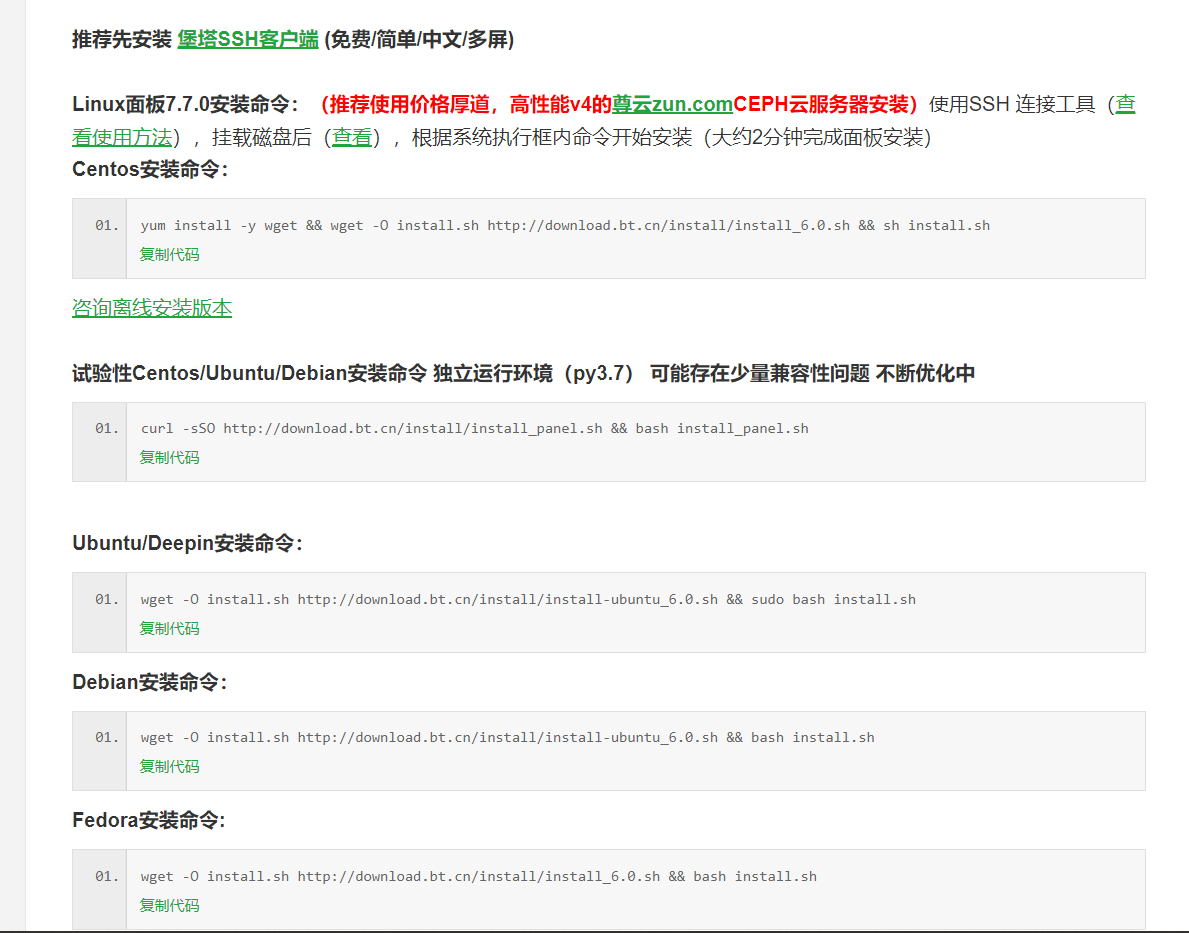 推荐先安装 堡塔SSH客户端 (免费/简单/中文/多屏)
Linux面板7.7.0安装命令：（推荐使用价格厚道，高性能v4的尊云zun.comCEPH云服务器安装）使用SSH 连接工具（查
看使用方法），挂载磁盘后（查看），根据系统执行框内命令开始安装（大约2分钟完成面板安装）
Centos安装命令：
01. yum install -y wget && wget -O install.sh http://download.bt.cn/install/install_6.0.sh && sh install.sh
复制代码
咨询离线安装版本
试验性Centos/Ubuntu/Debian安装命令 独立运行环境（py3.7） 可能存在少量兼容性问题 不断优化中
01. curl -sSO http://download.bt.cn/install/install_panel.sh && bash install_panel.sh
复制代码
Ubuntu/Deepin安装命令：
01. wget -O install.sh http://download.bt.cn/install/install-ubuntu_6.0.sh && sudo bash install.sh
复制代码
Debian安装命令：
01. wget -O install.sh http://download.bt.cn/install/install-ubuntu_6.0.sh && bash install.sh
复制代码
Fedora安装命令:
01. wget -O install.sh http://download.bt.cn/install/install_6.0.sh && bash install.sh
复制代码